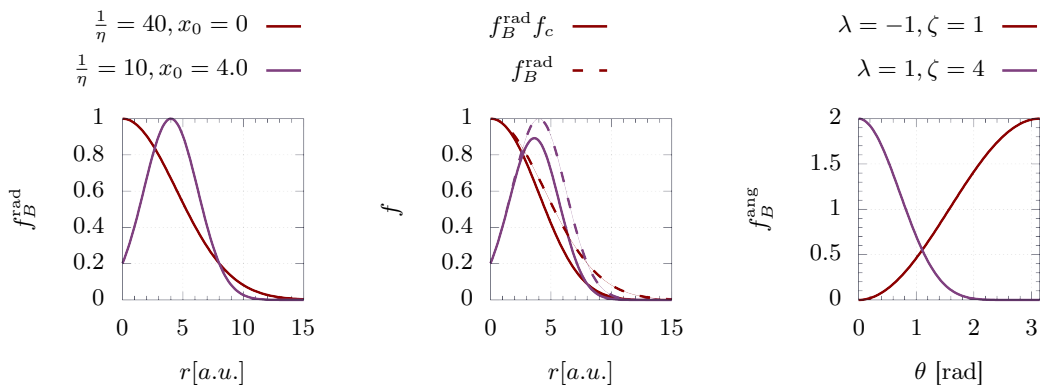 1/η = 40, x₀ = 0
1/η = 10, x₀ = 4.0
f_B^rad
1
0.8
0.6
0.4
0.2
0
0 5 10 15
r[a.u.]
f_B^rad f_c
f_B^rad
f
1
0.8
0.6
0.4
0.2
0
0 5 10 15
r[a.u.]
λ = −1, ζ = 1
λ = 1, ζ = 4
f_B^ang
2
1.5
1
0.5
0
0 1 2 3
θ [rad]